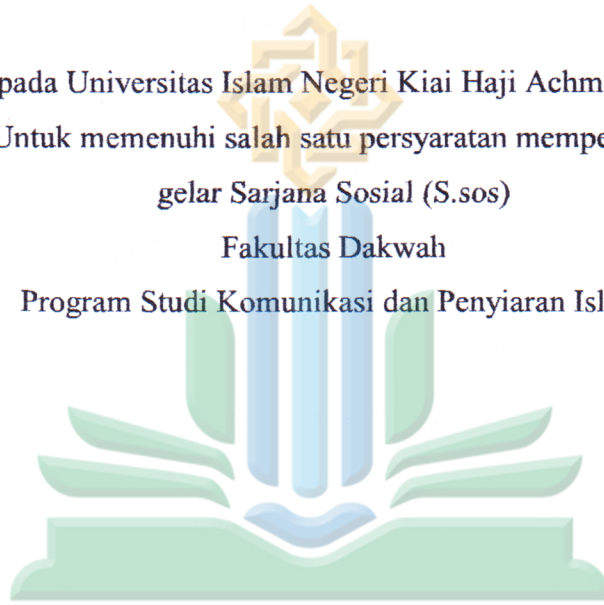 pada Universitas Islam Negeri Kiai Haji Achm
Untuk memenuhi salah satu persyaratan mempe
gelar Sarjana Sosial (S.sos)
Fakultas Dakwah
Program Studi Komunikasi dan Penyiaran Isl